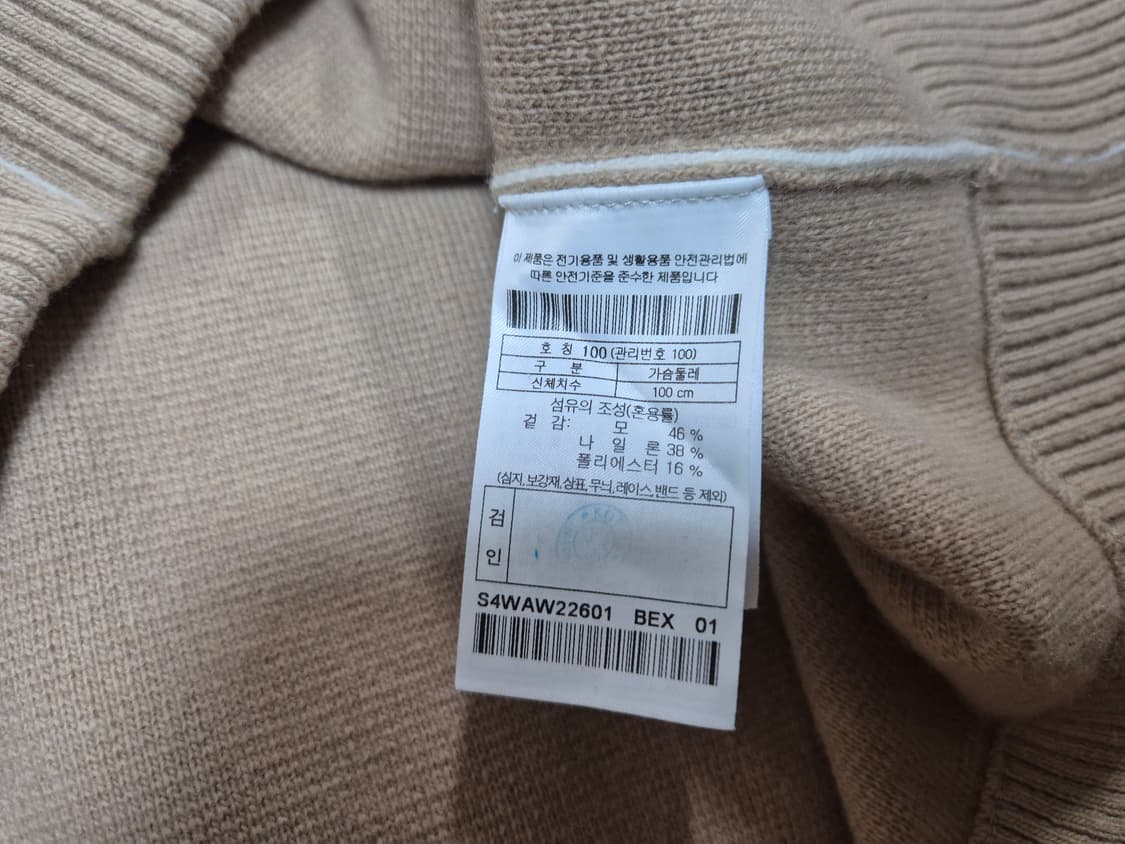 이 제품은 전기용품 및 생활용품 안전관리법에
따른 안전기준을 준수한 제품입니다
호 칭 100 (관리번호 100)
구 분 가슴둘레
신체치수 100 cm
섬유의 조성(혼용률)
겉 감: 모 46 %
나 일 론 38 %
폴리에스터 16 %
(심지,보강재,상표,무늬,레이스,밴드 등 제외)
검
인
S4WAW22601 BEX 01